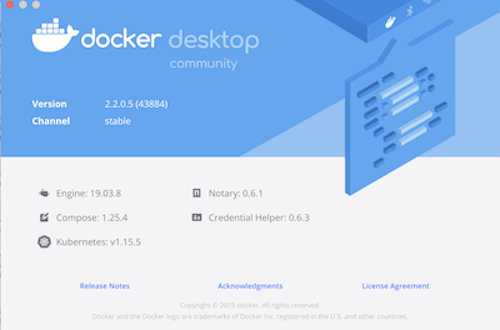 docker desktop
community
Version 2.2.0.5 (43884)
Channel stable
Engine: 19.03.8 Notary: 0.6.1
Compose: 1.25.4 Credential Helper: 0.6.3
Kubernetes: v1.15.5
Release Notes Acknowledgments License Agreement
Copyright © 2015 docker. All rights reserved.
Docker and the Docker logo are trademarks of Docker Inc. registered in the U.S. and other countries.